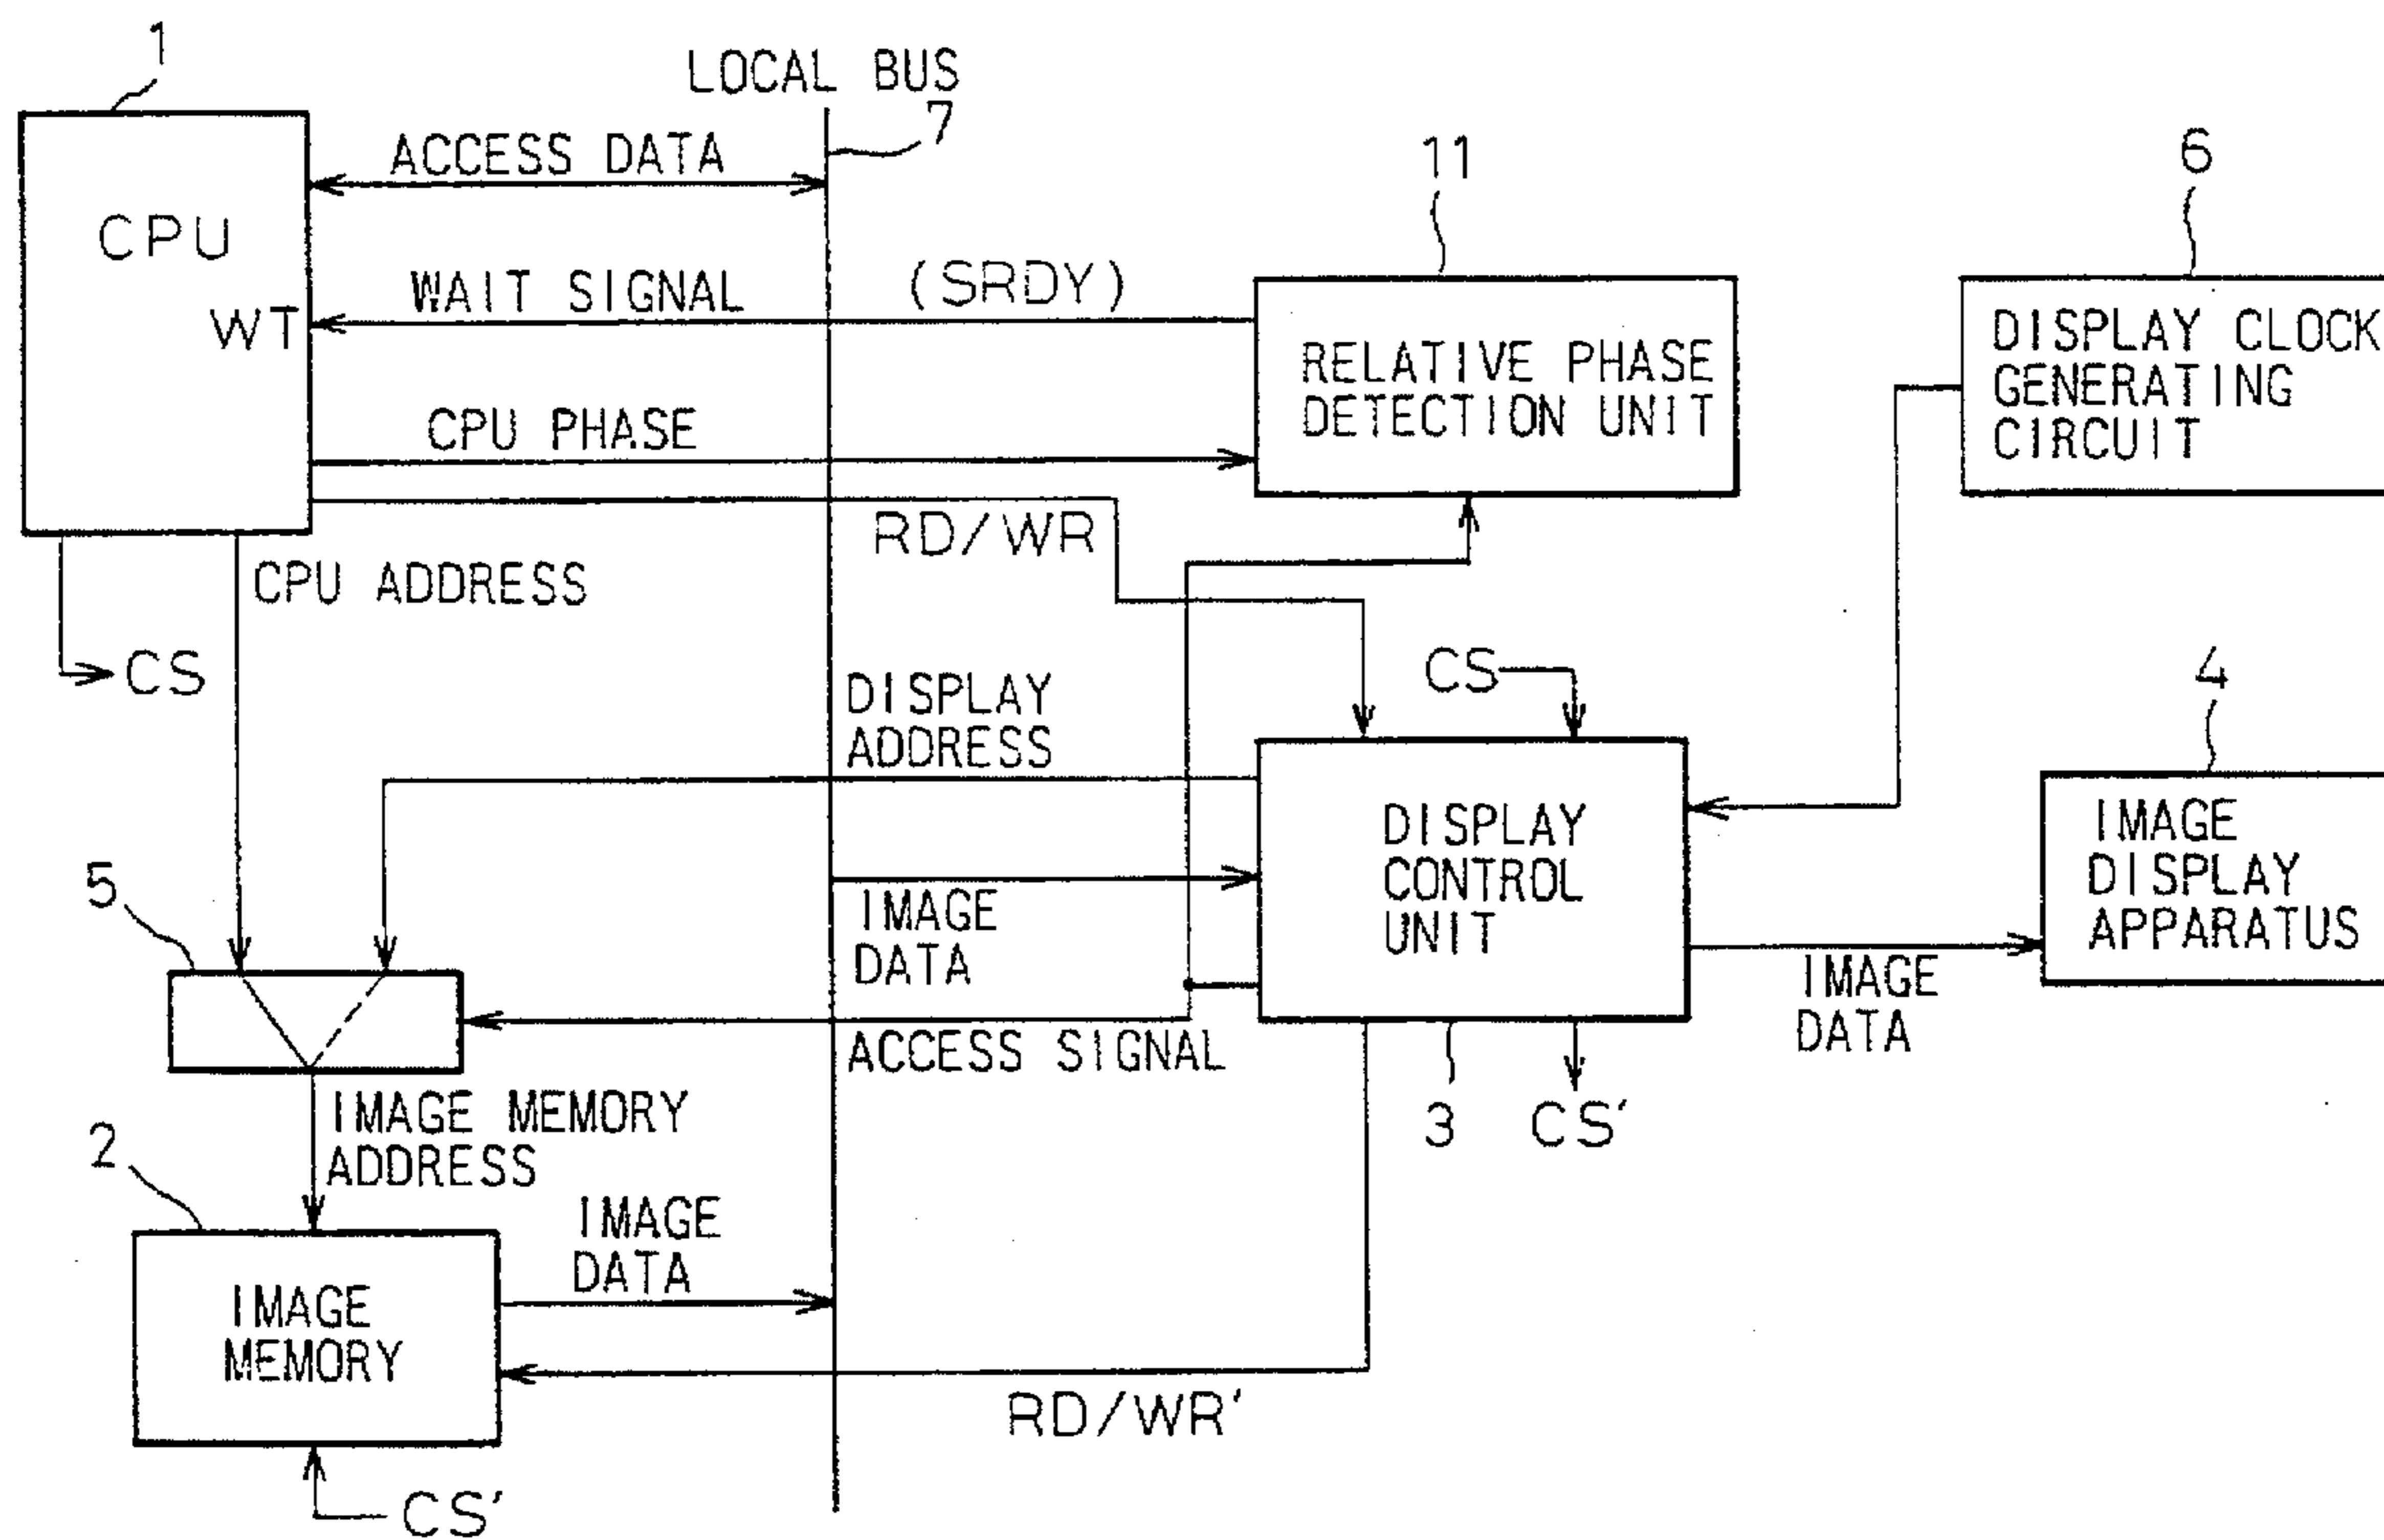 1
LOCAL BUS
7
ACCESS DATA
11
6
CPU
WAIT SIGNAL (SRDY)
WT
RELATIVE PHASE
DETECTION UNIT
DISPLAY CLOCK
GENERATING
CIRCUIT
CPU PHASE
RD/WR
CPU ADDRESS
CS
CS
4
DISPLAY
ADDRESS
DISPLAY
CONTROL
UNIT
IMAGE
DISPLAY
APPARATUS
5
IMAGE
DATA
IMAGE
DATA
ACCESS SIGNAL
3
CS'
IMAGE MEMORY
ADDRESS
2
IMAGE
DATA
IMAGE
MEMORY
RD/WR'
CS'